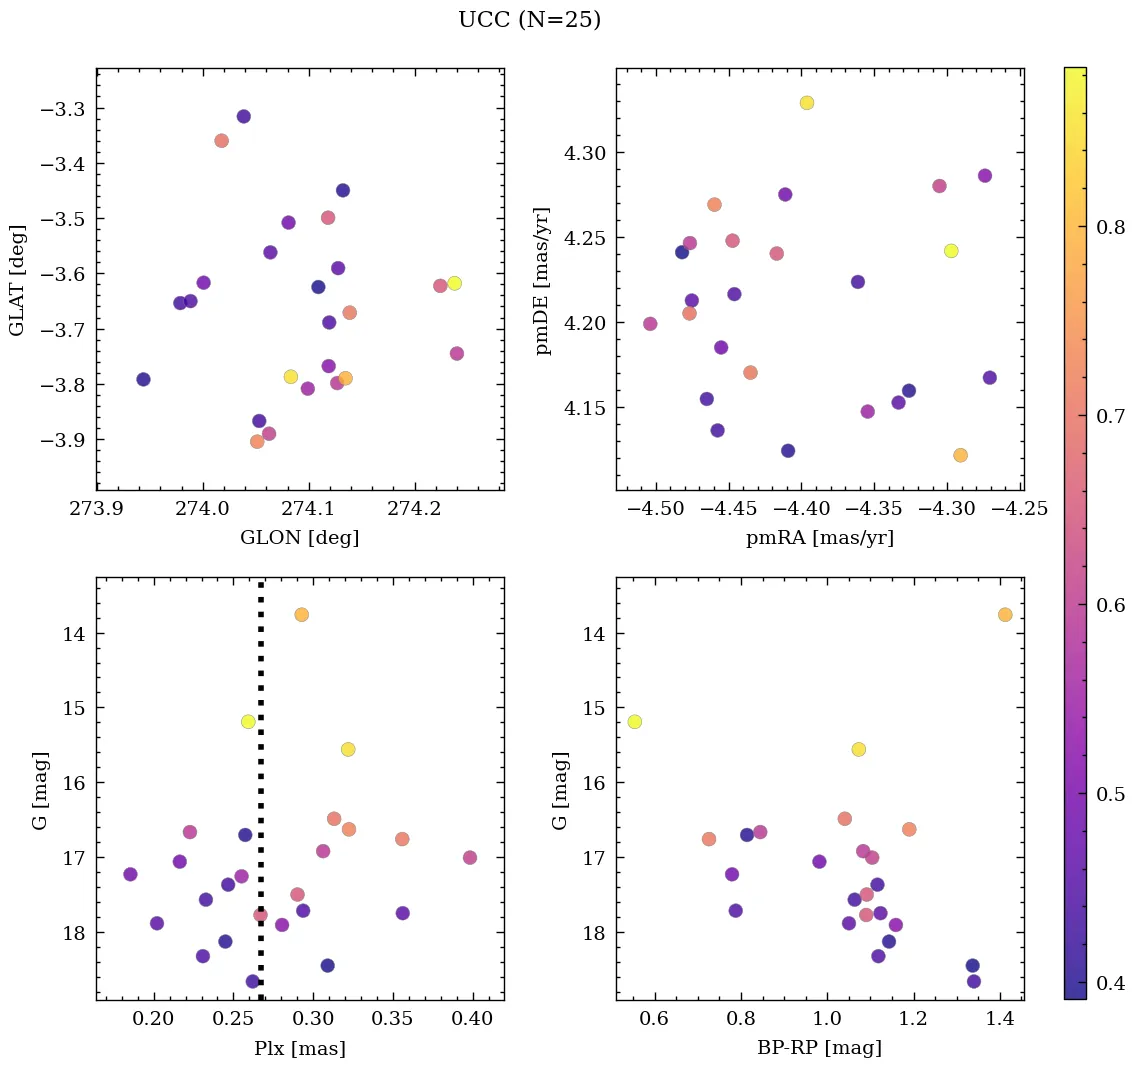 UCC (N=25)
−3.3
−3.4
−3.5
−3.6
−3.7
−3.8
−3.9
GLAT [deg]
273.9 274.0 274.1 274.2
GLON [deg]
4.30
4.25
4.20
4.15
pmDE [mas/yr]
−4.50 −4.45 −4.40 −4.35 −4.30 −4.25
pmRA [mas/yr]
14
15
16
17
18
G [mag]
0.20 0.25 0.30 0.35 0.40
Plx [mas]
14
15
16
17
18
G [mag]
0.6 0.8 1.0 1.2 1.4
BP-RP [mag]
0.8
0.7
0.6
0.5
0.4